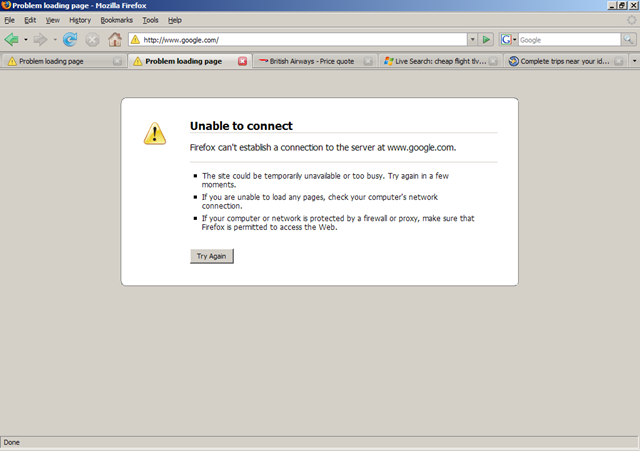 Problem loading page - Mozilla Firefox
File Edit View History Bookmarks Tools Help
http://www.google.com/ G Google
Problem loading page Problem loading page British Airways - Price quote Live Search: cheap flight tlv... Complete trips near your id...
Unable to connect
Firefox can't establish a connection to the server at www.google.com.
The site could be temporarily unavailable or too busy. Try again in a few
moments.
If you are unable to load any pages, check your computer's network
connection.
If your computer or network is protected by a firewall or proxy, make sure that
Firefox is permitted to access the Web.
Try Again
Done